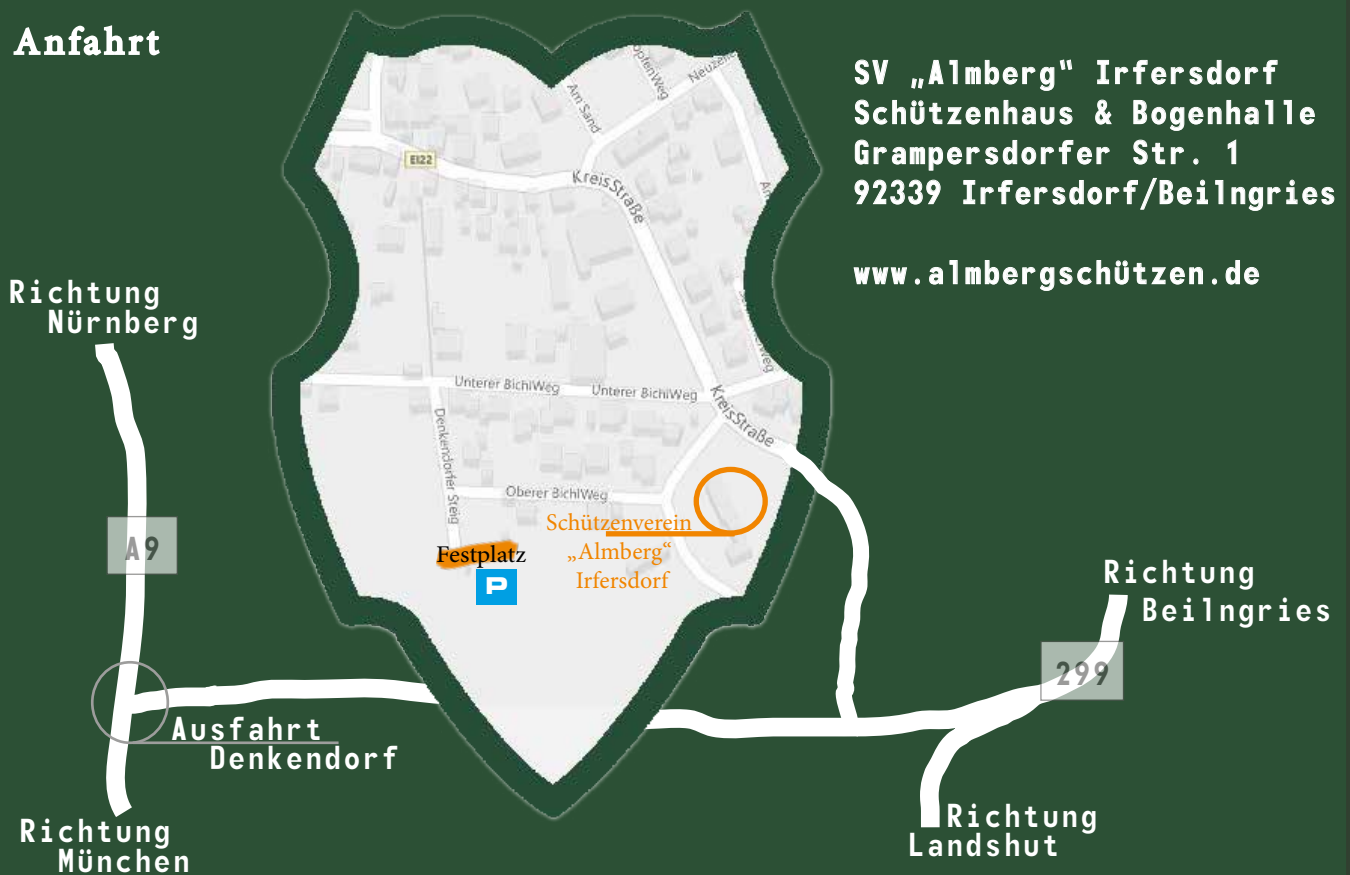 Anfahrt
SV „Almberg“ Irfersdorf
Schützenhaus & Bogenhalle
Grampersdorfer Str. 1
92339 Irfersdorf/Beilngries
www.almbergschützen.de
Am Sand
EI22
KreisStraße
Unterer BichlWeg
Unterer BichlWeg
KreisStraße
Denkendorfer Steig
Oberer BichlWeg
Schützenverein
„Almberg“
Irfersdorf
Festplatz
P
Richtung
Nürnberg
A9
Ausfahrt
Denkendorf
Richtung
München
Richtung
Beilngries
299
Richtung
Landshut